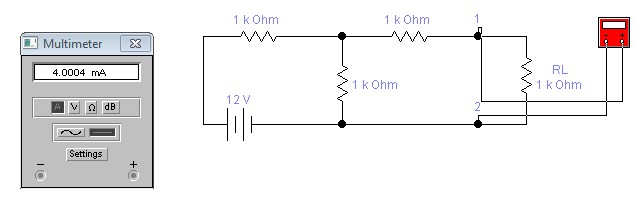 Multimeter
4.0004 mA
A V Ω dB
Settings
− +
1 k Ohm
1 k Ohm
1
1 k Ohm
RL
1 k Ohm
12 V
2
− +